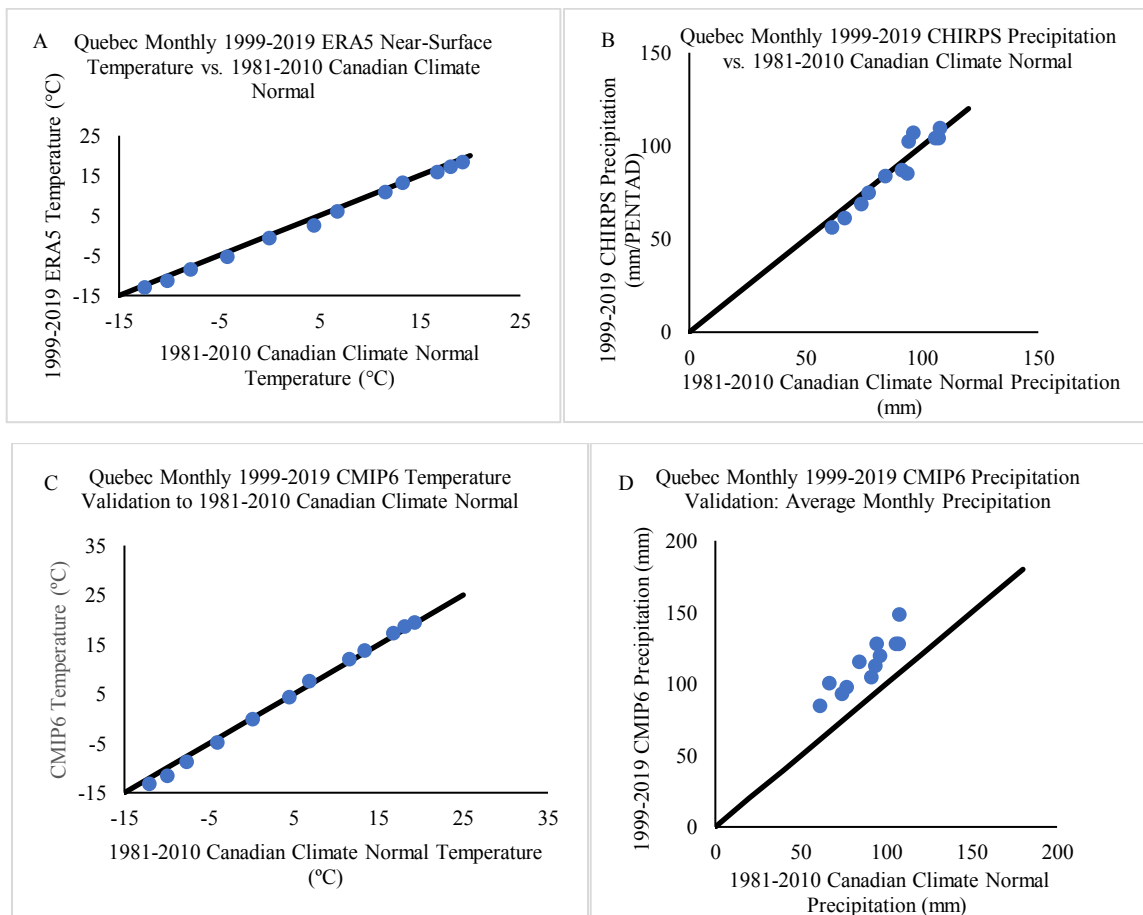 A
Quebec Monthly 1999-2019 ERA5 Near-Surface
Temperature vs. 1981-2010 Canadian Climate
Normal
1999-2019 ERA5 Temperature (°C)
25
15
5
-5
-15
-15
-5
5
15
25
1981-2010 Canadian Climate Normal
Temperature (°C)
B
Quebec Monthly 1999-2019 CHIRPS Precipitation
vs. 1981-2010 Canadian Climate Normal
1999-2019 CHIRPS Precipitation
(mm/PENTAD)
150
100
50
0
0
50
100
150
1981-2010 Canadian Climate Normal Precipitation
(mm)
C
Quebec Monthly 1999-2019 CMIP6 Temperature
Validation to 1981-2010 Canadian Climate Normal
CMIP6 Temperature (ºC)
35
25
15
5
-5
-15
-15
-5
5
15
25
35
1981-2010 Canadian Climate Normal Temperature
(ºC)
D
Quebec Monthly 1999-2019 CMIP6 Precipitation
Validation: Average Monthly Precipitation
1999-2019 CMIP6 Precipitation (mm)
200
150
100
50
0
0
50
100
150
200
1981-2010 Canadian Climate Normal
Precipitation (mm)